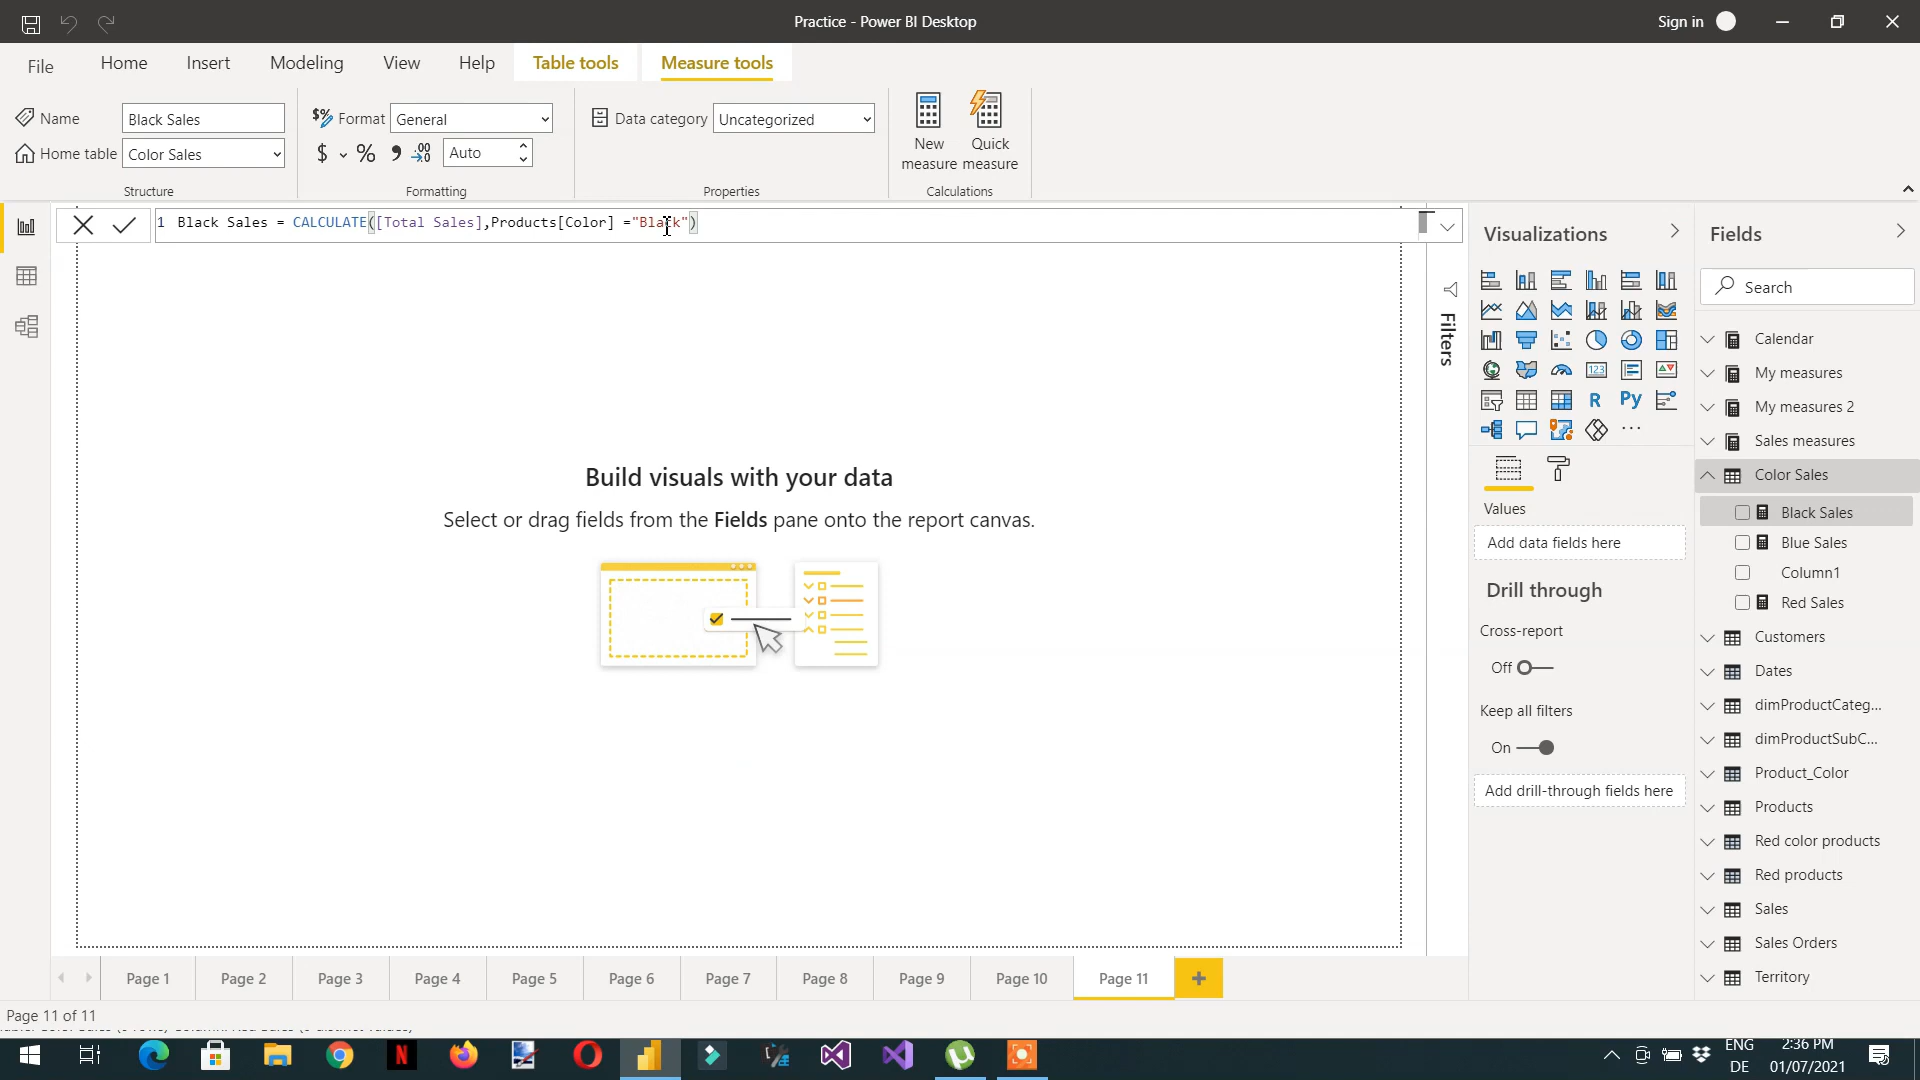 Practice - Power BI Desktop
Sign in
File
Home
Insert
Modeling
View
Help
Table tools
Measure tools
Name
Black Sales
Home table
Color Sales
Structure
$% Format
General
$ % 9 .00
Auto
Formatting
Data category
Uncategorized
Properties
New measure
Quick measure
Calculations
1 Black Sales = CALCULATE([Total Sales],Products[Color] ="Black")
Build visuals with your data
Select or drag fields from the Fields pane onto the report canvas.
Filters
Visualizations
123
R
Py
...
Values
Add data fields here
Drill through
Cross-report
Off
Keep all filters
On
Add drill-through fields here
Fields
Search
Calendar
My measures
My measures 2
Sales measures
Color Sales
Black Sales
Blue Sales
Column1
Red Sales
Customers
Dates
dimProductCateg...
dimProductSubC...
Product_Color
Products
Red color products
Red products
Sales
Sales Orders
Territory
Page 1
Page 2
Page 3
Page 4
Page 5
Page 6
Page 7
Page 8
Page 9
Page 10
Page 11
+
Page 11 of 11
N
ENG
DE
2:36 PM
01/07/2021